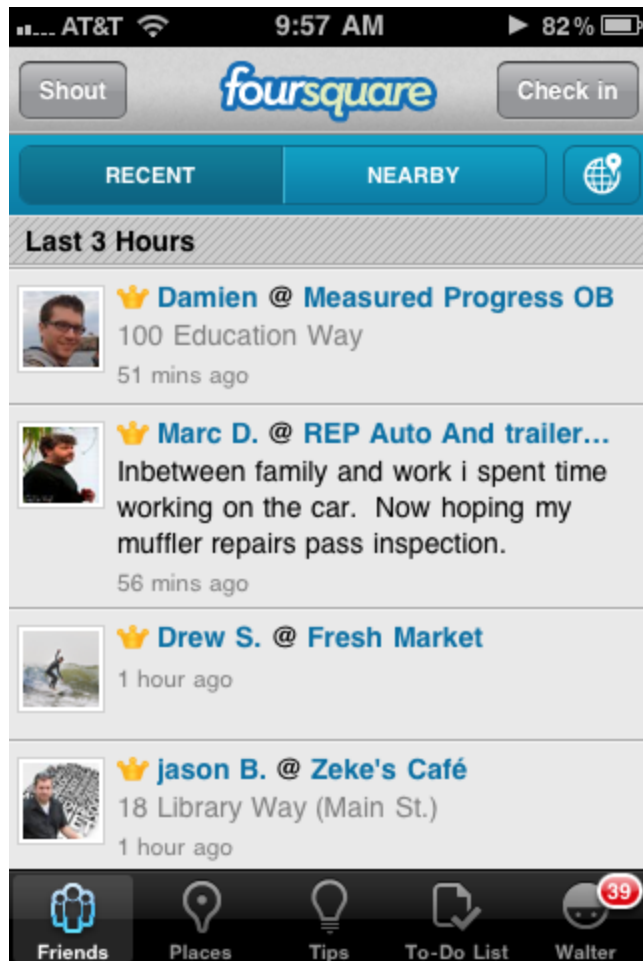 AT&T 9:57 AM 82%
Shout foursquare Check in
RECENT NEARBY
Last 3 Hours
Damien @ Measured Progress OB
100 Education Way
51 mins ago
Marc D. @ REP Auto And trailer...
Inbetween family and work i spent time
working on the car. Now hoping my
muffler repairs pass inspection.
56 mins ago
Drew S. @ Fresh Market
1 hour ago
jason B. @ Zeke's Café
18 Library Way (Main St.)
1 hour ago
39
Friends Places Tips To-Do List Walter